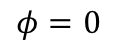 ϕ = 0